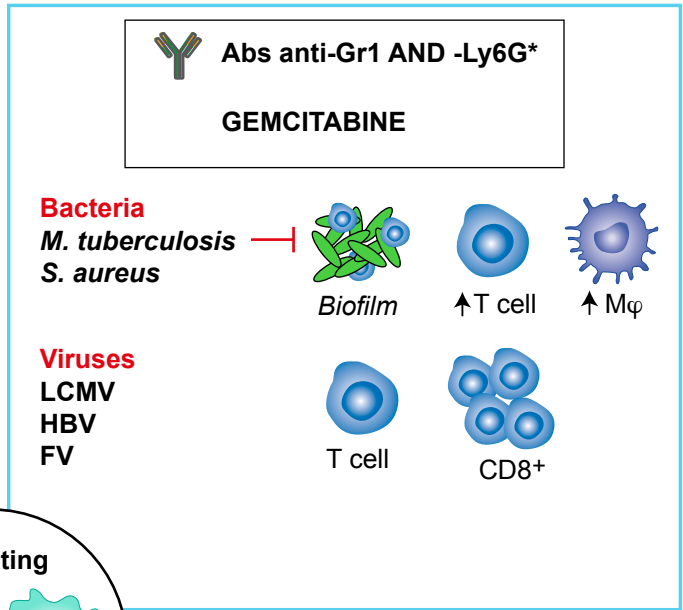 Abs anti-Gr1 AND -Ly6G*
GEMCITABINE
Bacteria
M. tuberculosis
S. aureus
Biofilm
T cell
Mφ
Viruses
LCMV
HBV
FV
T cell
CD8+
ting